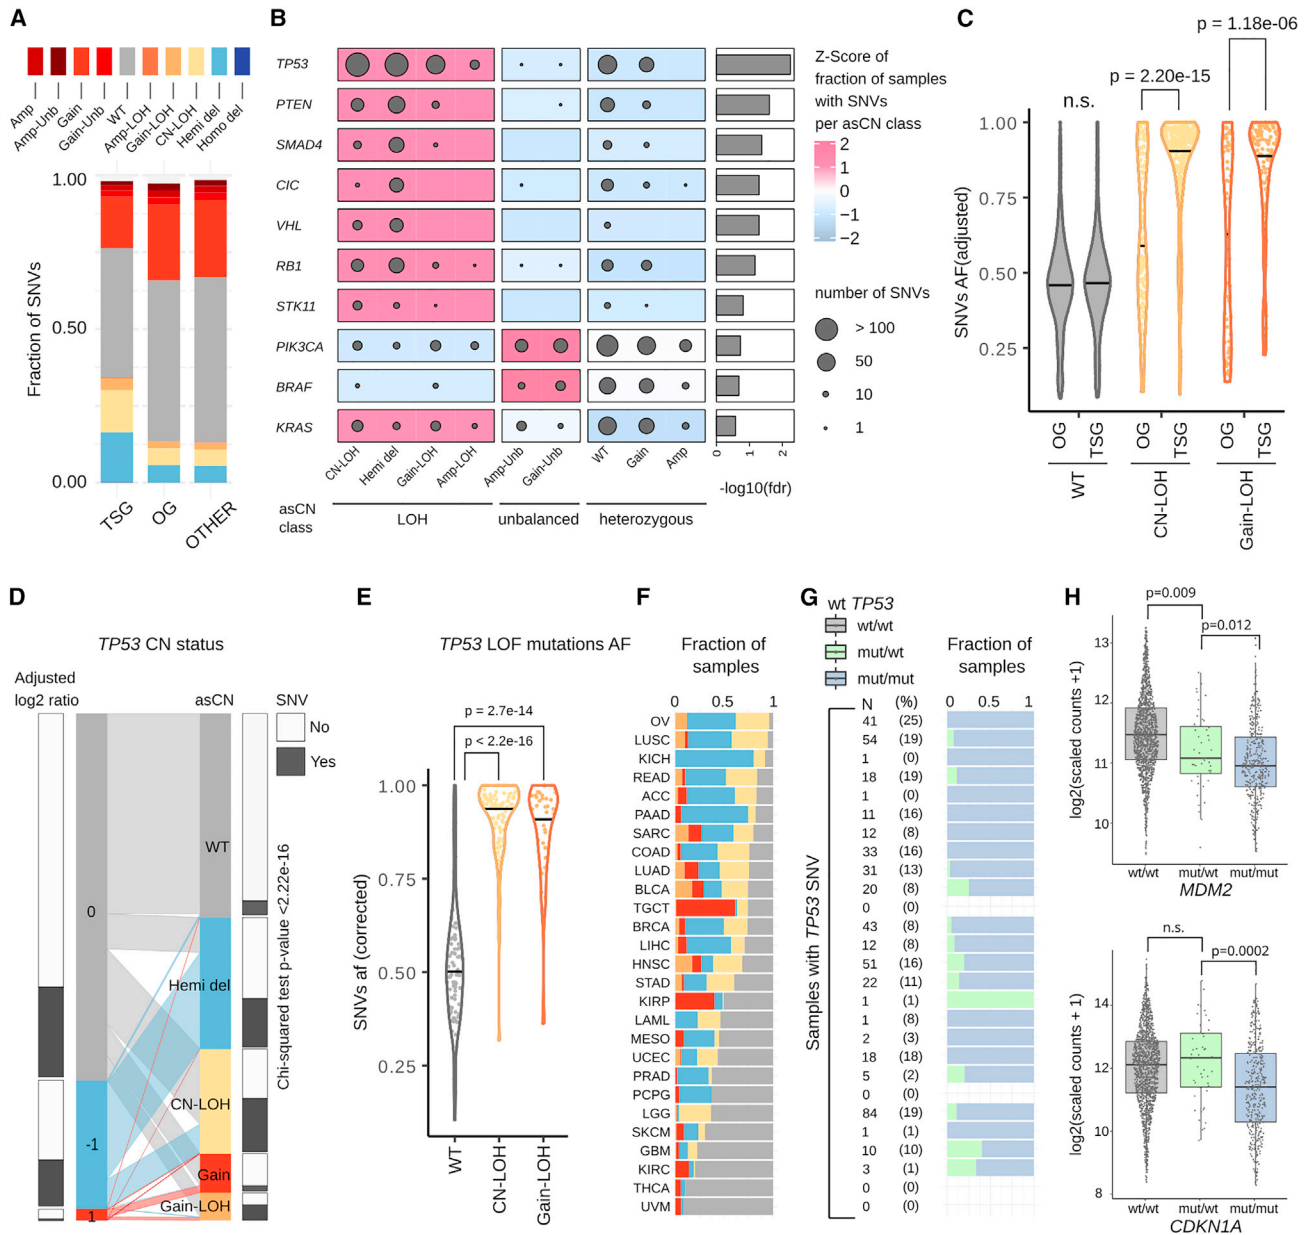 A
Amp
Amp-Unb
Gain
Gain-Unb
WT
Amp-LOH
Gain-LOH
CN-LOH
Hemi del
Homo del
Fraction of SNVs
1.00
0.50
0.00
TSG
OG
OTHER
B
TP53
PTEN
SMAD4
CIC
VHL
RB1
STK11
PIK3CA
BRAF
KRAS
CN-LOH
Hemi del
Gain-LOH
Amp-LOH
Amp-Unb
Gain-Unb
WT
Gain
Amp
0
1
2
-log10(fdr)
asCN
class
LOH
unbalanced
heterozygous
Z-Score of
fraction of samples
with SNVs
per asCN class
2
1
0
−1
−2
number of SNVs
> 100
50
10
1
C
p = 1.18e-06
p = 2.20e-15
n.s.
SNVs AF(adjusted)
1.00
0.75
0.50
0.25
OG
TSG
OG
TSG
OG
TSG
WT
CN-LOH
Gain-LOH
D
TP53 CN status
Adjusted
log2 ratio
asCN
SNV
No
Yes
0
-1
1
WT
Hemi del
CN-LOH
Gain
Gain-LOH
Chi-squared test p-value <2.22e-16
E
TP53 LOF mutations AF
p = 2.7e-14
p < 2.2e-16
SNVs af (corrected)
1.00
0.75
0.50
0.25
WT
CN-LOH
Gain-LOH
F
Fraction of
samples
0 0.5 1
OV
LUSC
KICH
READ
ACC
PAAD
SARC
COAD
LUAD
BLCA
TGCT
BRCA
LIHC
HNSC
STAD
KIRP
LAML
MESO
UCEC
PRAD
PCPG
LGG
SKCM
GBM
KIRC
THCA
UVM
G
wt TP53
wt/wt
mut/wt
mut/mut
Fraction of
samples
0 0.5 1
Samples with TP53 SNV
N (%)
41 (25)
54 (19)
1 (0)
18 (19)
1 (0)
11 (16)
12 (8)
33 (16)
31 (13)
20 (8)
0 (0)
43 (8)
12 (8)
51 (16)
22 (11)
1 (1)
1 (8)
2 (3)
18 (18)
5 (2)
0 (0)
84 (19)
1 (1)
10 (10)
3 (1)
0 (0)
0 (0)
H
p=0.009
p=0.012
log2(scaled counts +1)
13
12
11
10
wt/wt mut/wt mut/mut
MDM2
n.s.
p=0.0002
log2(scaled counts + 1)
14
12
10
8
wt/wt mut/wt mut/mut
CDKN1A